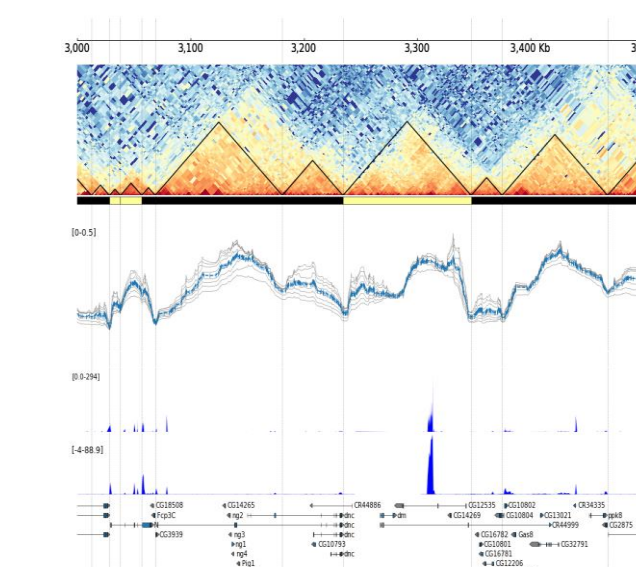 3,000 3,100 3,200 3,300 3,400 Kb 3
[0-0.5]
[0.0-294]
[-4-88.9]
CG18508 CG14265 CR44886 CG12535 CG10802 CR34335
Fcp3C ng2 dnc dm CG14269 CG10804 CG13021 ppk8
N dnc CR44999 CG2875
CG3939 ng3 dnc CG16782 Gas8
ng1 CG10793 CG10801 CG32791
ng4 dnc CG16781
Pig1 CG12206